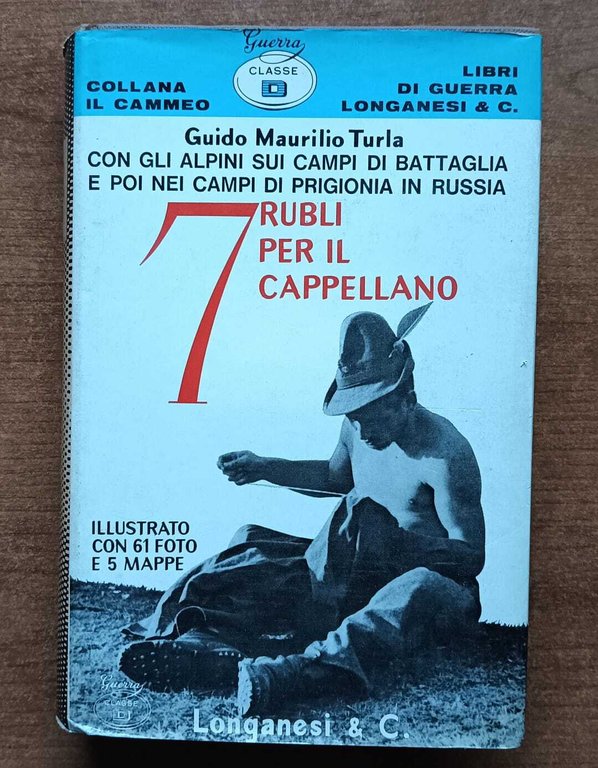 Guerra
CLASSE
D
COLLANA
IL CAMMEO
LIBRI
DI GUERRA
LONGANESI & C.
Guido Maurilio Turla
CON GLI ALPINI SUI CAMPI DI BATTAGLIA
E POI NEI CAMPI DI PRIGIONIA IN RUSSIA
7 RUBLI
PER IL
CAPPELLANO
ILLUSTRATO
CON 61 FOTO
E 5 MAPPE
Guerra
CLASSE
D
Longanesi & C.